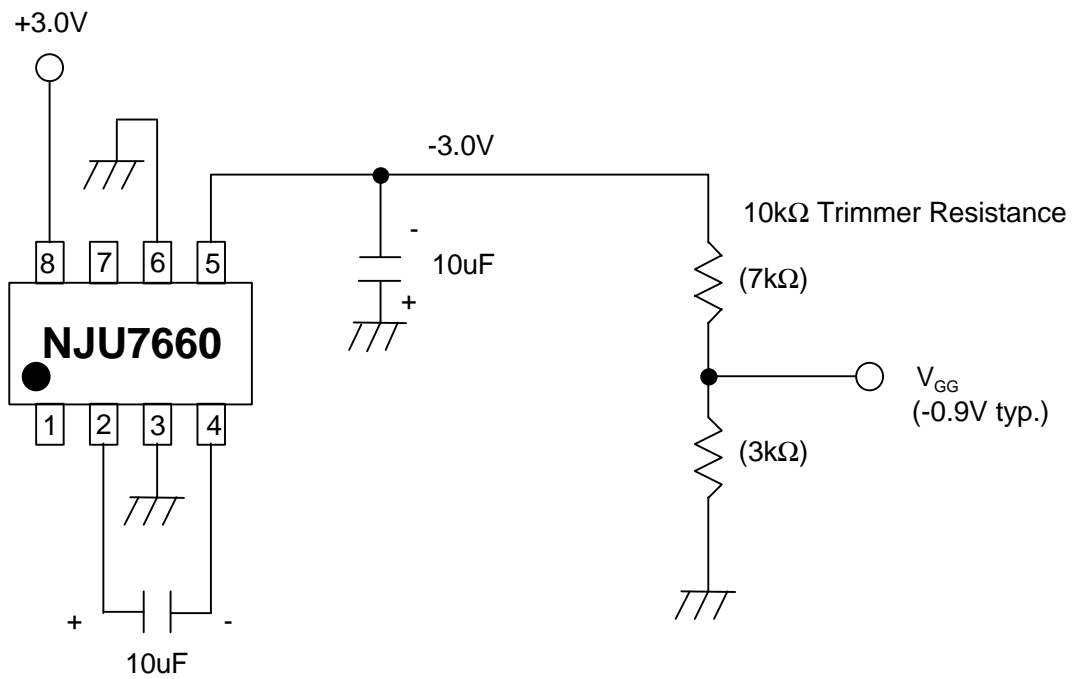 +3.0V
-3.0V
10kΩ Trimmer Resistance
8 7 6 5
-
10uF
+
(7kΩ)
NJU7660
V_GG
(-0.9V typ.)
1 2 3 4
(3kΩ)
+ -
10uF